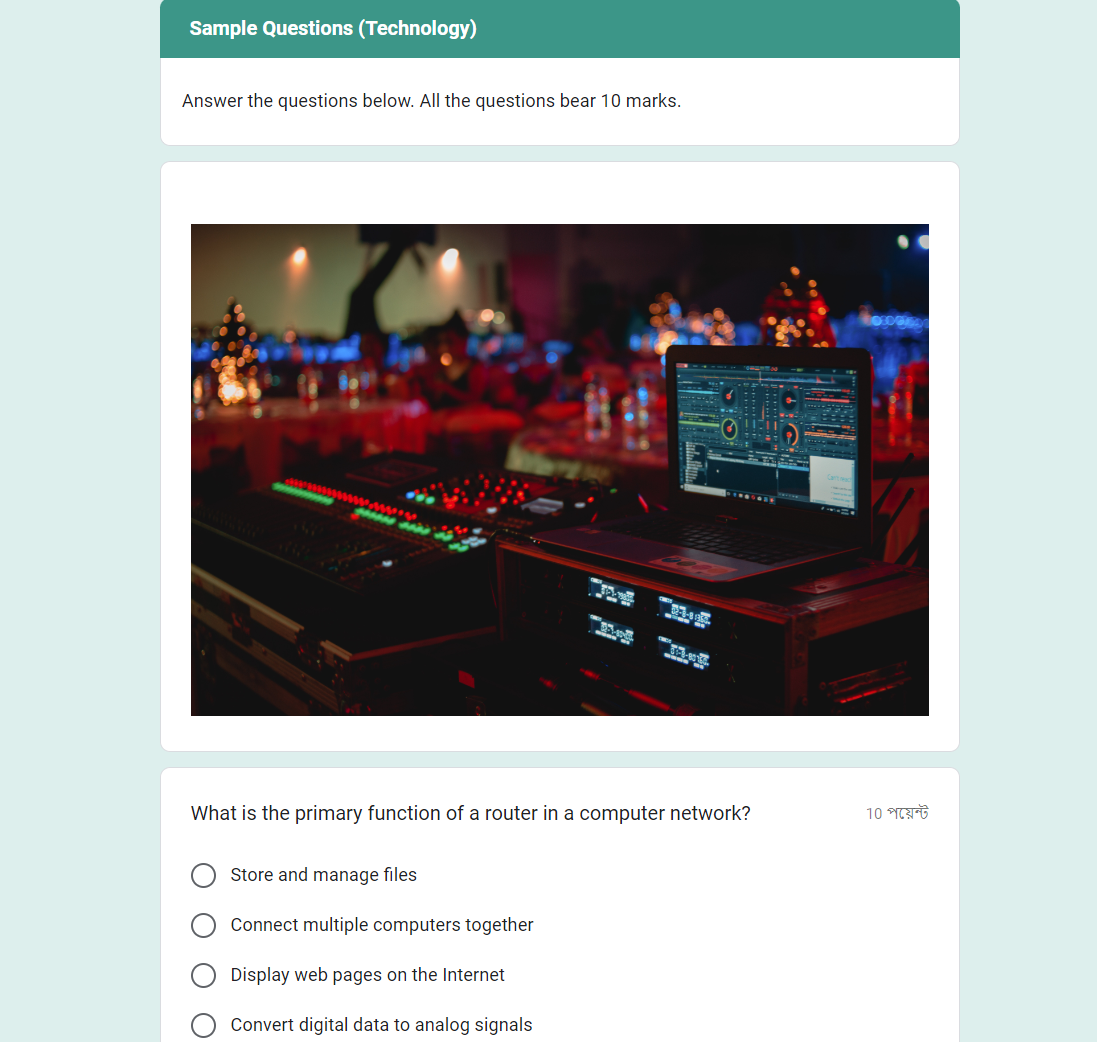 Sample Questions (Technology)
Answer the questions below. All the questions bear 10 marks.
What is the primary function of a router in a computer network?
10 পয়েন্ট
Store and manage files
Connect multiple computers together
Display web pages on the Internet
Convert digital data to analog signals